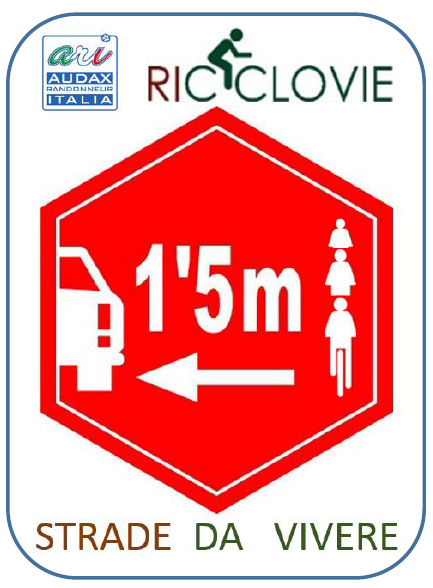 ari
AUDAX
RANDONNEUR
ITALIA
RICICLOVIE
1'5m
STRADE DA VIVERE